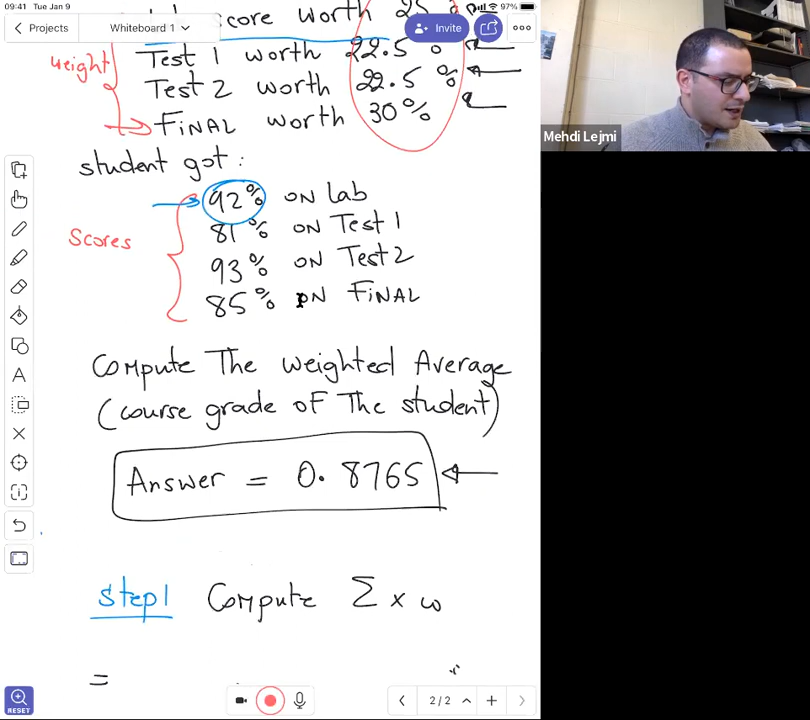 09:41 Tue Jan 9
97%
Projects
Whiteboard 1
Invite
Score worth 25
Test 1 worth 22.5 %
weight
Test 2 worth 22.5 %
FiNAL worth 30%
Mehdi Lejmi
student got :
92% ON lab
81% ON Test 1
Scores
93% ON Test 2
85% ON FiNAL
Compute The weighted Average
(course grade of The student)
Answer = 0.8765
step1 Compute Σ x w
=
A
RESET
2/2